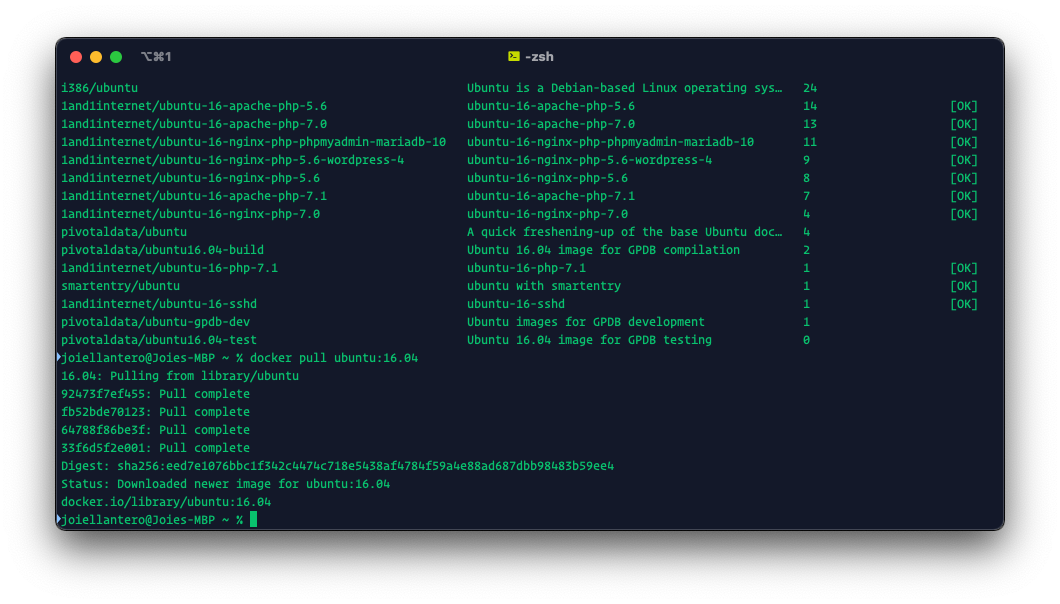 ⌥⌘1 -zsh
i386/ubuntu Ubuntu is a Debian-based Linux operating sys… 24
1and1internet/ubuntu-16-apache-php-5.6 ubuntu-16-apache-php-5.6 14 [OK]
1and1internet/ubuntu-16-apache-php-7.0 ubuntu-16-apache-php-7.0 13 [OK]
1and1internet/ubuntu-16-nginx-php-phpmyadmin-mariadb-10 ubuntu-16-nginx-php-phpmyadmin-mariadb-10 11 [OK]
1and1internet/ubuntu-16-nginx-php-5.6-wordpress-4 ubuntu-16-nginx-php-5.6-wordpress-4 9 [OK]
1and1internet/ubuntu-16-nginx-php-5.6 ubuntu-16-nginx-php-5.6 8 [OK]
1and1internet/ubuntu-16-apache-php-7.1 ubuntu-16-apache-php-7.1 7 [OK]
1and1internet/ubuntu-16-nginx-php-7.0 ubuntu-16-nginx-php-7.0 4 [OK]
pivotaldata/ubuntu A quick freshening-up of the base Ubuntu doc… 4
pivotaldata/ubuntu16.04-build Ubuntu 16.04 image for GPDB compilation 2
1and1internet/ubuntu-16-php-7.1 ubuntu-16-php-7.1 1 [OK]
smartentry/ubuntu ubuntu with smartentry 1 [OK]
1and1internet/ubuntu-16-sshd ubuntu-16-sshd 1 [OK]
pivotaldata/ubuntu-gpdb-dev Ubuntu images for GPDB development 1
pivotaldata/ubuntu16.04-test Ubuntu 16.04 image for GPDB testing 0
joiellantero@Joies-MBP ~ % docker pull ubuntu:16.04
16.04: Pulling from library/ubuntu
92473f7ef455: Pull complete
fb52bde70123: Pull complete
64788f86be3f: Pull complete
33f6d5f2e001: Pull complete
Digest: sha256:eed7e1076bbc1f342c4474c718e5438af4784f59a4e88ad687dbb98483b59ee4
Status: Downloaded newer image for ubuntu:16.04
docker.io/library/ubuntu:16.04
joiellantero@Joies-MBP ~ %